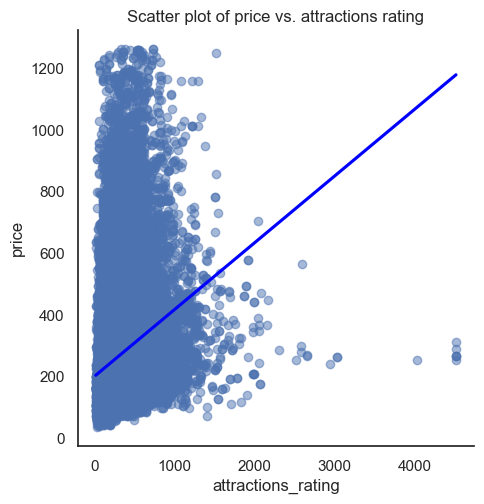 Scatter plot of price vs. attractions rating
1200
1000
800
600
400
200
0
price
0 1000 2000 3000 4000
attractions_rating